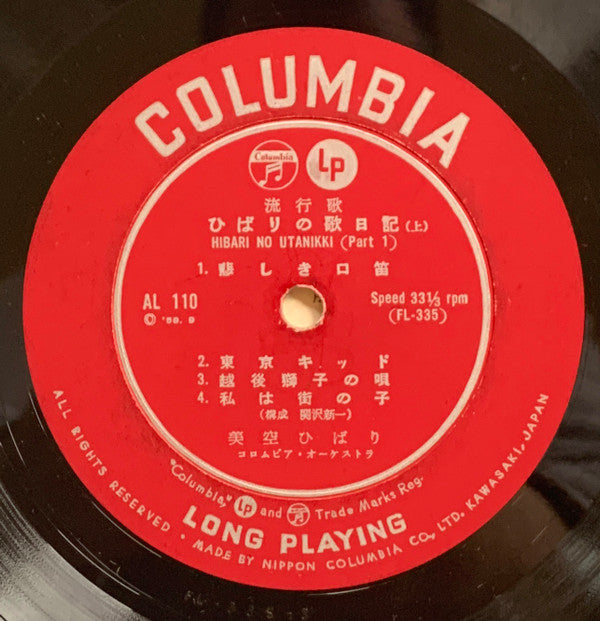 COLUMBIA
Columbia
LP
流行歌
ひばりの歌日記(上)
HIBARI NO UTANIKKI (Part 1)
1. 悲しき口笛
AL 110
Speed 33 1/3 rpm
(FL-335)
2. 東京キッド
3. 越後獅子の唄
4. 私は街の子
(構成 関沢新一)
美空ひばり
コロムビア・オーケストラ
"Columbia," LP and Trade Marks Reg.
LONG PLAYING
ALL RIGHTS RESERVED • MADE BY NIPPON COLUMBIA CO., LTD. KAWASAKI, JAPAN